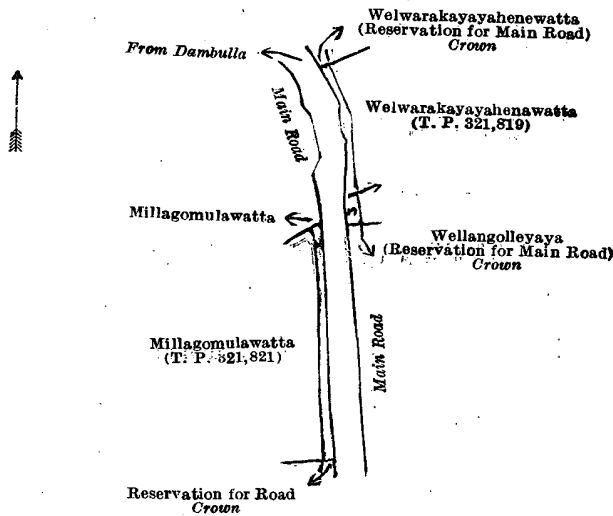 Welwarakayayahenewatta
(Reservation for Main Road)
Crown
From Dambulla
Main Road
Welwarakayayahenawatta
(T. P. 321,819)
Millagomulawatta
3
Wellangolleyaya
(Reservation for Main Road)
Crown
Main Road
Millagomulawatta
(T. P. 321,821)
Reservation for Road
Crown